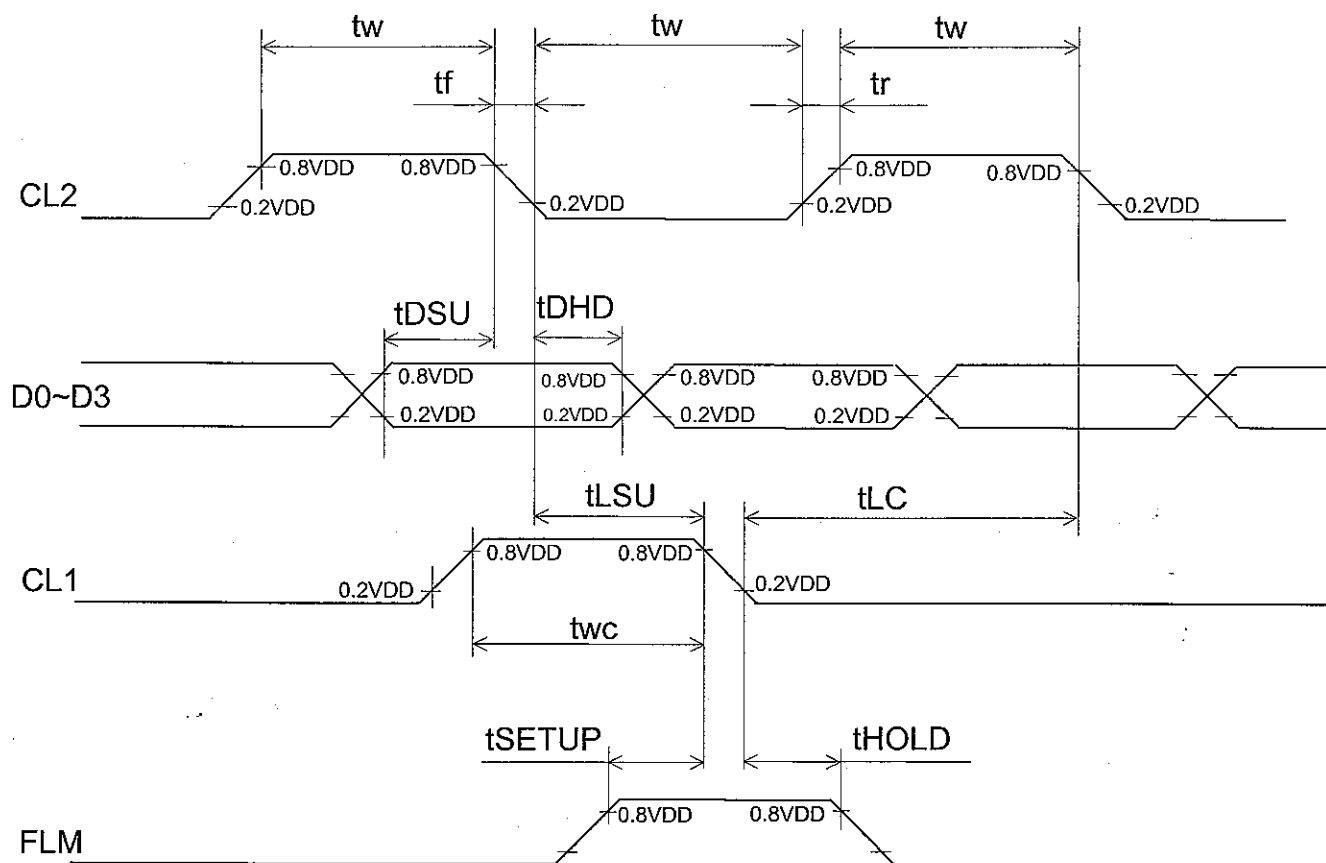 tw tw tw
tf tr
CL2 0.8VDD 0.8VDD 0.8VDD 0.8VDD
0.2VDD 0.2VDD 0.2VDD 0.2VDD
tDSU tDHD
D0~D3 0.8VDD 0.8VDD 0.8VDD 0.8VDD
0.2VDD 0.2VDD 0.2VDD 0.2VDD
tLSU tLC
CL1 0.8VDD 0.8VDD
0.2VDD 0.2VDD
twc
tSETUP tHOLD
0.8VDD 0.8VDD
FLM